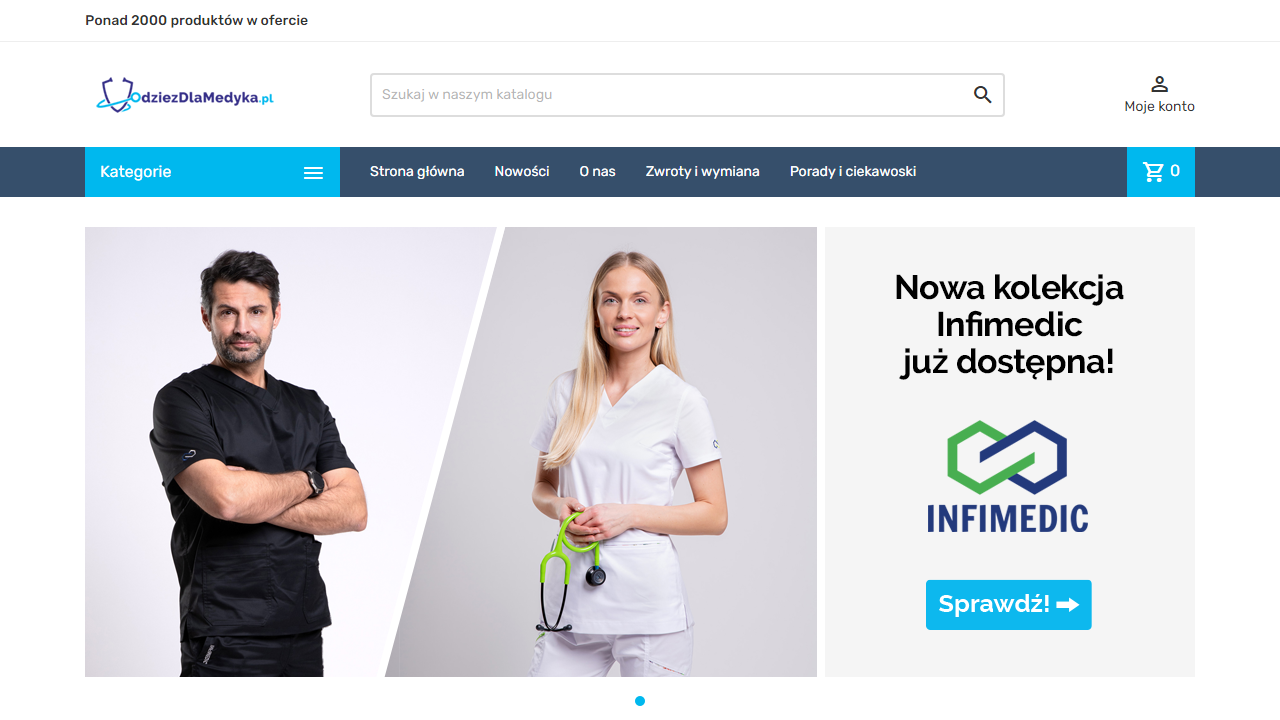 Ponad 2000 produktów w ofercie
OdziezDlaMedyka.pl
Szukaj w naszym katalogu
Moje konto
Kategorie
Strona główna
Nowości
O nas
Zwroty i wymiana
Porady i ciekawoski
0
Nowa kolekcja
Infimedic
już dostępna!
INFIMEDIC
Sprawdź!